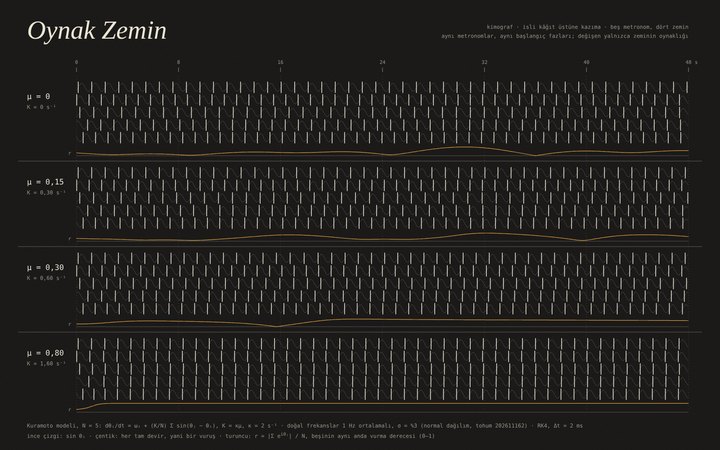 Oynak Zemin
kimograf · isli kâğıt üstüne kazıma · beş metronom, dört zemin
aynı metronomlar, aynı başlangıç fazları; değişen yalnızca zeminin oynaklığı
0 8 16 24 32 40 48 s
μ = 0
K = 0 s⁻¹
r
μ = 0,15
K = 0,30 s⁻¹
r
μ = 0,30
K = 0,60 s⁻¹
r
μ = 0,80
K = 1,60 s⁻¹
r
Kuramoto modeli, N = 5: dθᵢ/dt = ωᵢ + (K/N) Σ sin(θⱼ − θᵢ), K = κμ, κ = 2 s⁻¹ · doğal frekanslar 1 Hz ortalamalı, σ = %3 (normal dağılım, tohum 202611162) · RK4, Δt = 2 ms
ince çizgi: sin θᵢ · çentik: her tam devir, yani bir vuruş · turuncu: r = |Σ e^iθⱼ| / N, beşinin aynı anda vurma derecesi (0–1)